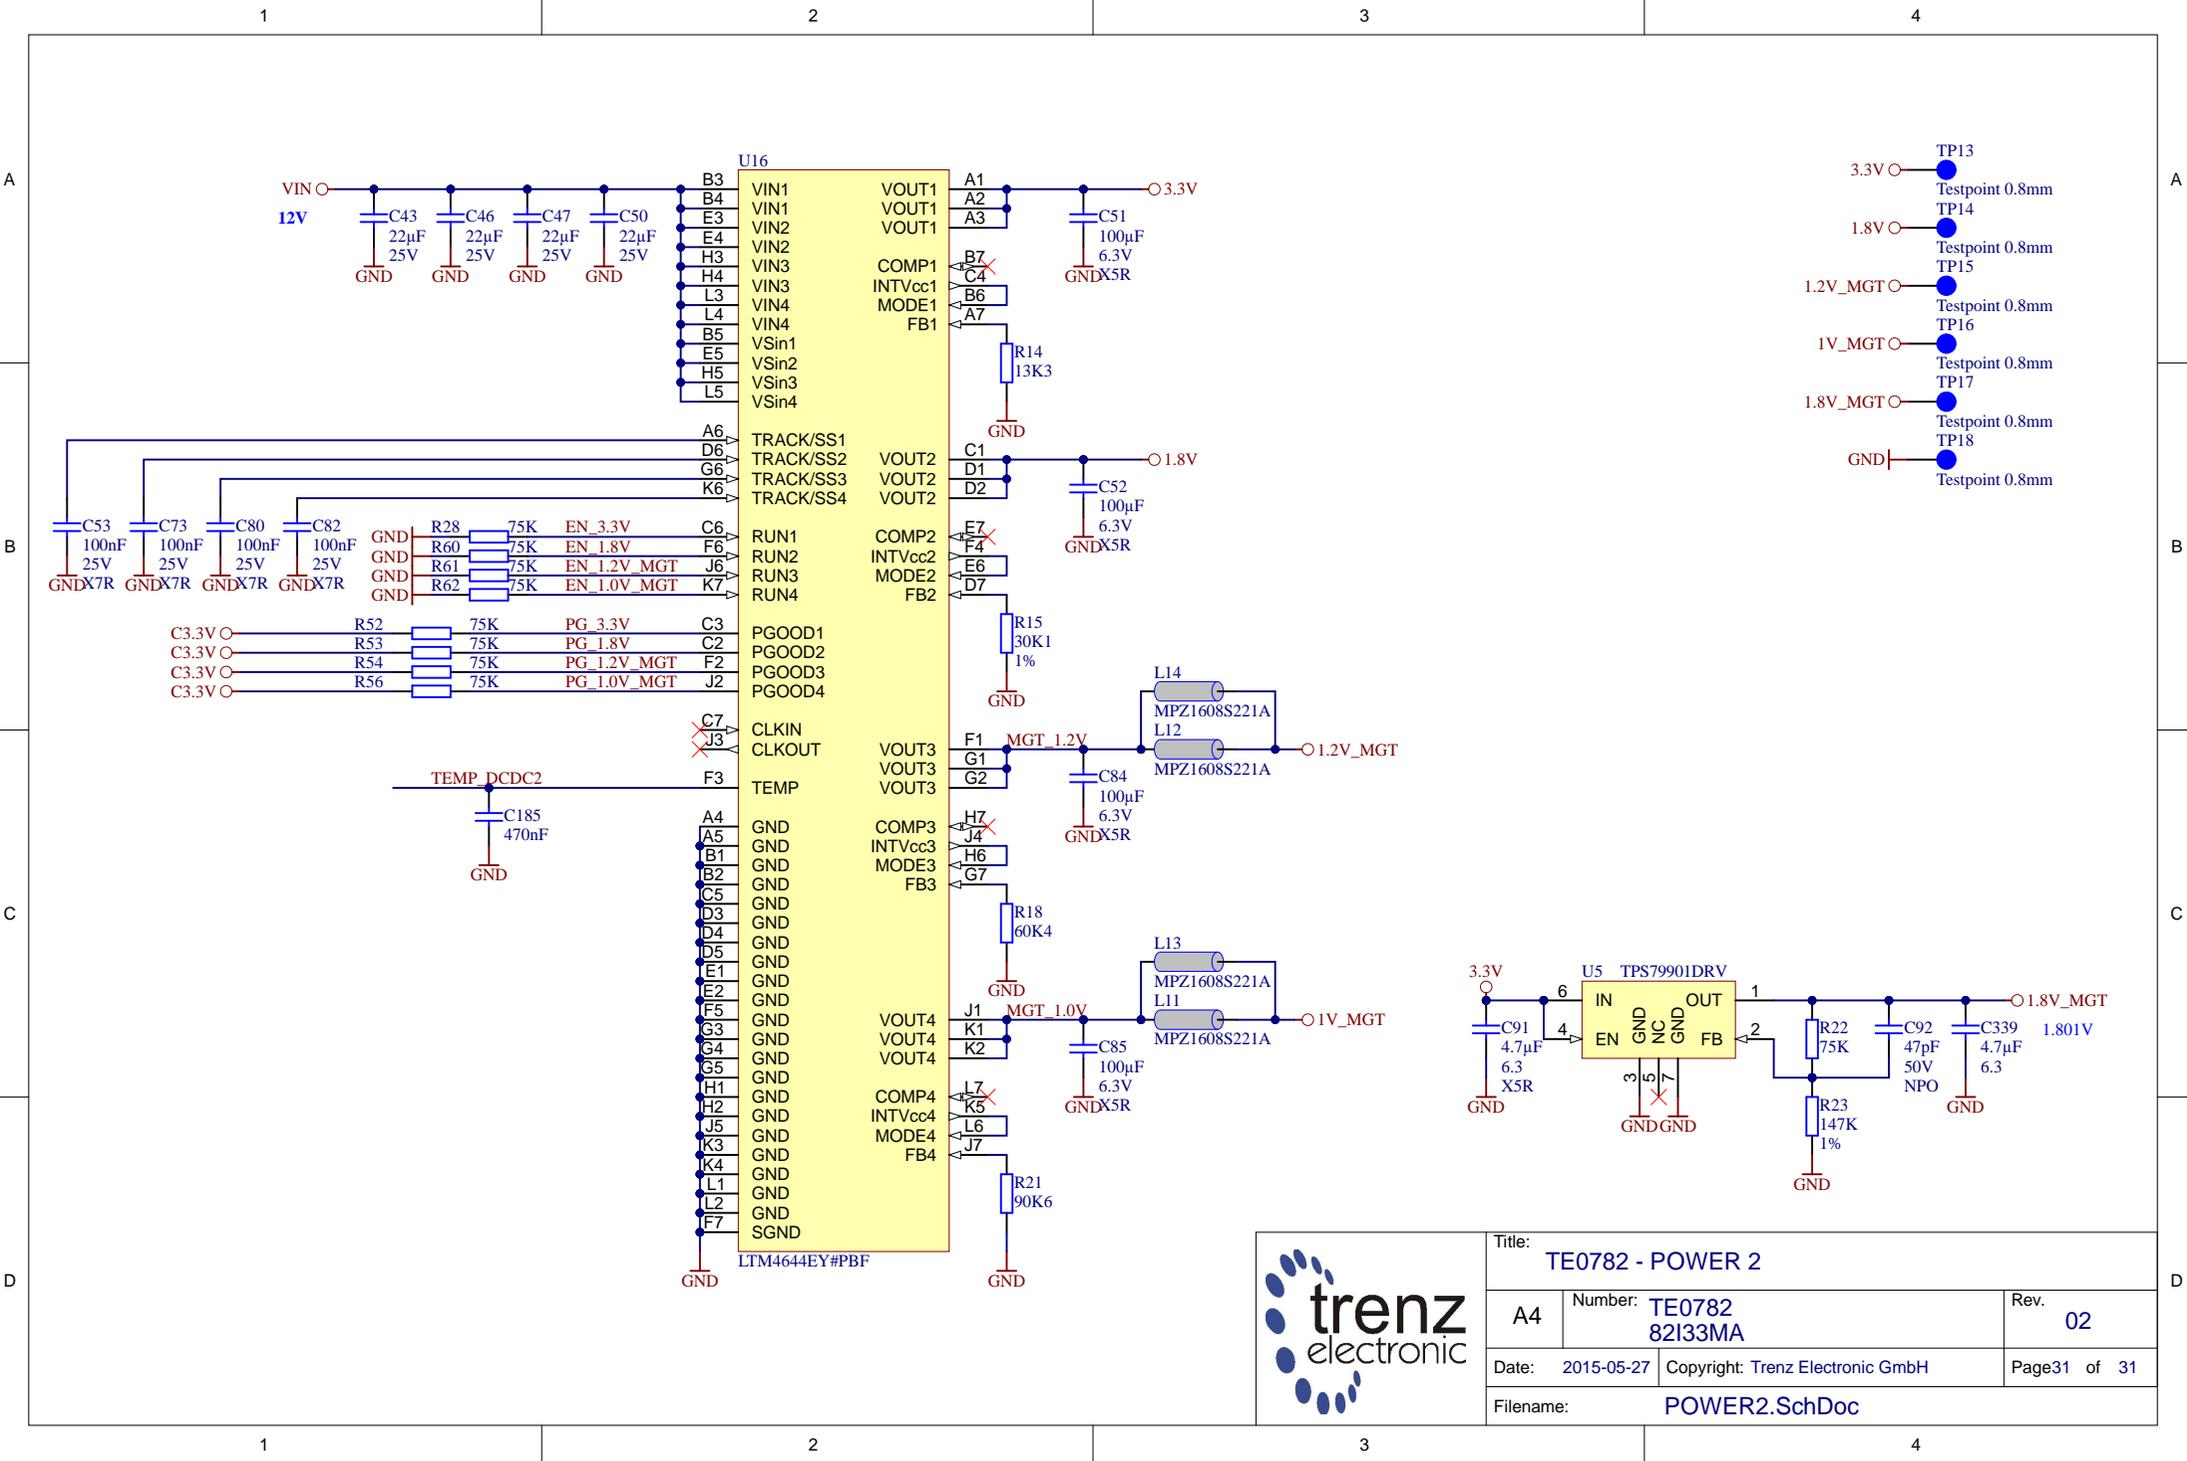 1 2 3 4
A A
B B
C C
D D
1 2 3 4
U16
VIN
12V
C43
22µF
25V
GND
C46
22µF
25V
GND
C47
22µF
25V
GND
C50
22µF
25V
GND
B3 VIN1
B4 VIN1
E3 VIN2
E4 VIN2
H3 VIN3
H4 VIN3
L3 VIN4
L4 VIN4
B5 VSin1
E5 VSin2
H5 VSin3
L5 VSin4
A6 TRACK/SS1
D6 TRACK/SS2
G6 TRACK/SS3
K6 TRACK/SS4
C53
100nF
25V
X7R
GND
C73
100nF
25V
X7R
GND
C80
100nF
25V
X7R
GND
C82
100nF
25V
X7R
GND
GND R28 75K EN_3.3V C6 RUN1
GND R60 75K EN_1.8V F6 RUN2
GND R61 75K EN_1.2V_MGT J6 RUN3
GND R62 75K EN_1.0V_MGT K7 RUN4
C3.3V R52 75K PG_3.3V C3 PGOOD1
C3.3V R53 75K PG_1.8V C2 PGOOD2
C3.3V R54 75K PG_1.2V_MGT F2 PGOOD3
C3.3V R56 75K PG_1.0V_MGT J2 PGOOD4
C7 CLKIN
J3 CLKOUT
TEMP_DCDC2 F3 TEMP
C185
470nF
GND
A4 GND
A5 GND
B1 GND
B2 GND
C5 GND
D3 GND
D4 GND
D5 GND
E1 GND
E2 GND
F5 GND
G3 GND
G4 GND
G5 GND
H1 GND
H2 GND
J5 GND
K3 GND
K4 GND
L1 GND
L2 GND
F7 SGND
GND
LTM4644EY#PBF
VOUT1 A1 3.3V
VOUT1 A2
VOUT1 A3
C51
100µF
6.3V
X5R
GND
COMP1 B7
INTVcc1 C4
MODE1 B6
FB1 A7
R14
13K3
GND
VOUT2 C1 1.8V
VOUT2 D1
VOUT2 D2
C52
100µF
6.3V
X5R
GND
COMP2 E7
INTVcc2 F4
MODE2 E6
FB2 D7
R15
30K1
1%
GND
L14
MPZ1608S221A
L12
MPZ1608S221A
VOUT3 F1 MGT_1.2V 1.2V_MGT
VOUT3 G1
VOUT3 G2
C84
100µF
6.3V
X5R
GND
COMP3 H7
INTVcc3 J4
MODE3 H6
FB3 G7
R18
60K4
GND
L13
MPZ1608S221A
L11
MPZ1608S221A
VOUT4 J1 MGT_1.0V 1V_MGT
VOUT4 K1
VOUT4 K2
C85
100µF
6.3V
X5R
GND
COMP4 L7
INTVcc4 K5
MODE4 L6
FB4 J7
R21
90K6
GND
TP13
3.3V
Testpoint 0.8mm
TP14
1.8V
Testpoint 0.8mm
TP15
1.2V_MGT
Testpoint 0.8mm
TP16
1V_MGT
Testpoint 0.8mm
TP17
1.8V_MGT
Testpoint 0.8mm
TP18
GND
Testpoint 0.8mm
3.3V
U5 TPS79901DRV
6 IN OUT 1
4 EN FB 2
GND NC GND
3 5 7
GND GND
C91
4.7µF
6.3
X5R
GND
R22
75K
C92
47pF
50V
NPO
C339
4.7µF
6.3
GND
1.8V_MGT
1.801V
R23
147K
1%
GND
trenz
electronic
Title:
TE0782 - POWER 2
A4
Number: TE0782
82I33MA
Rev.
02
Date: 2015-05-27 Copyright: Trenz Electronic GmbH Page31 of 31
Filename: POWER2.SchDoc